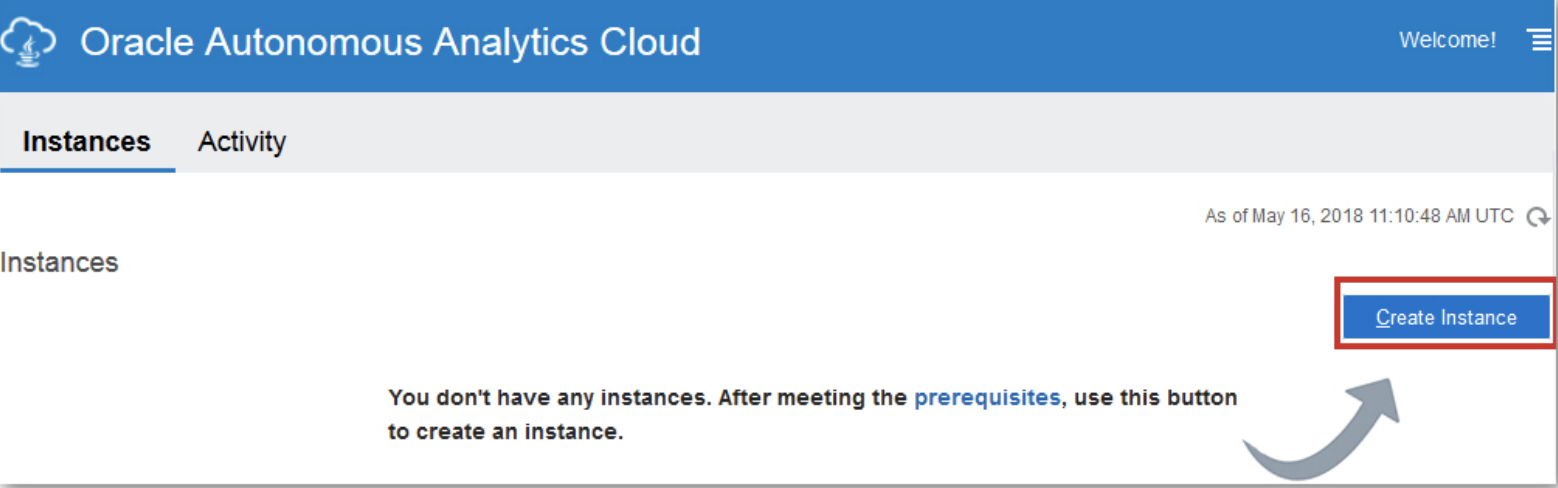 Oracle Autonomous Analytics Cloud
Welcome!
Instances
Activity
As of May 16, 2018 11:10:48 AM UTC
Instances
Create Instance
You don't have any instances. After meeting the prerequisites, use this button
to create an instance.